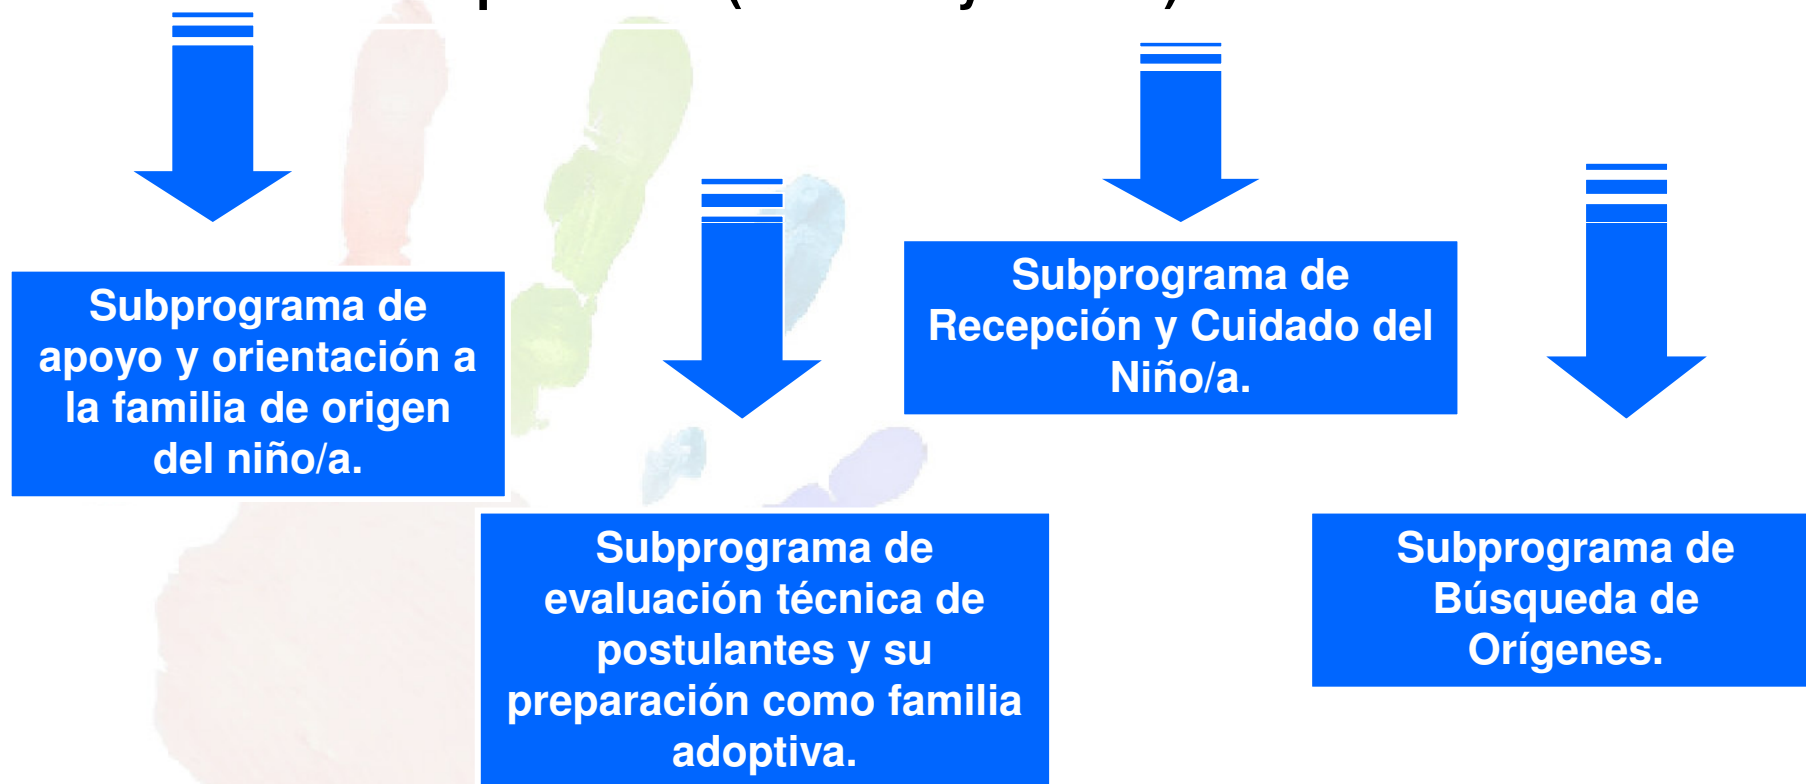 Subprograma de
apoyo y orientación a
la familia de origen
del niño/a.
Subprograma de
evaluación técnica de
postulantes y su
preparación como familia
adoptiva.
Subprograma de
Recepción y Cuidado del
Niño/a.
Subprograma de
Búsqueda de
Orígenes.